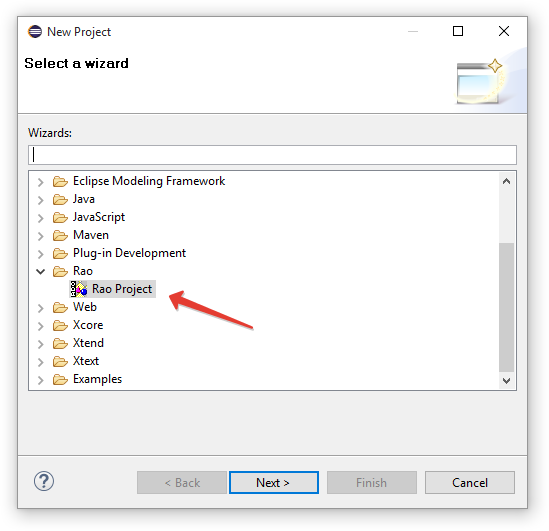 New Project
Select a wizard
Wizards:
Eclipse Modeling Framework
Java
JavaScript
Maven
Plug-in Development
Rao
Rao Project
Web
Xcore
Xtend
Xtext
Examples
?
< Back
Next >
Finish
Cancel